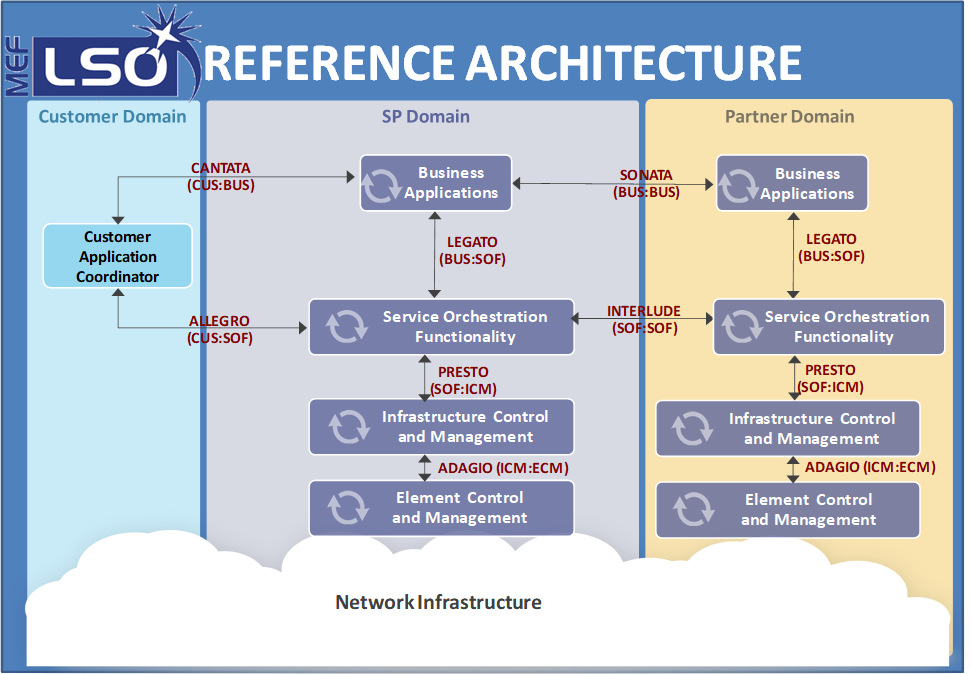 MEF
LSO
REFERENCE ARCHITECTURE
Customer Domain
SP Domain
Partner Domain
CANTATA
(CUS:BUS)
Business
Applications
SONATA
(BUS:BUS)
Business
Applications
Customer
Application
Coordinator
LEGATO
(BUS:SOF)
LEGATO
(BUS:SOF)
ALLEGRO
(CUS:SOF)
Service Orchestration
Functionality
INTERLUDE
(SOF:SOF)
Service Orchestration
Functionality
PRESTO
(SOF:ICM)
PRESTO
(SOF:ICM)
Infrastructure Control
and Management
Infrastructure Control
and Management
ADAGIO (ICM:ECM)
ADAGIO (ICM:ECM)
Element Control
and Management
Element Control
and Management
Network Infrastructure